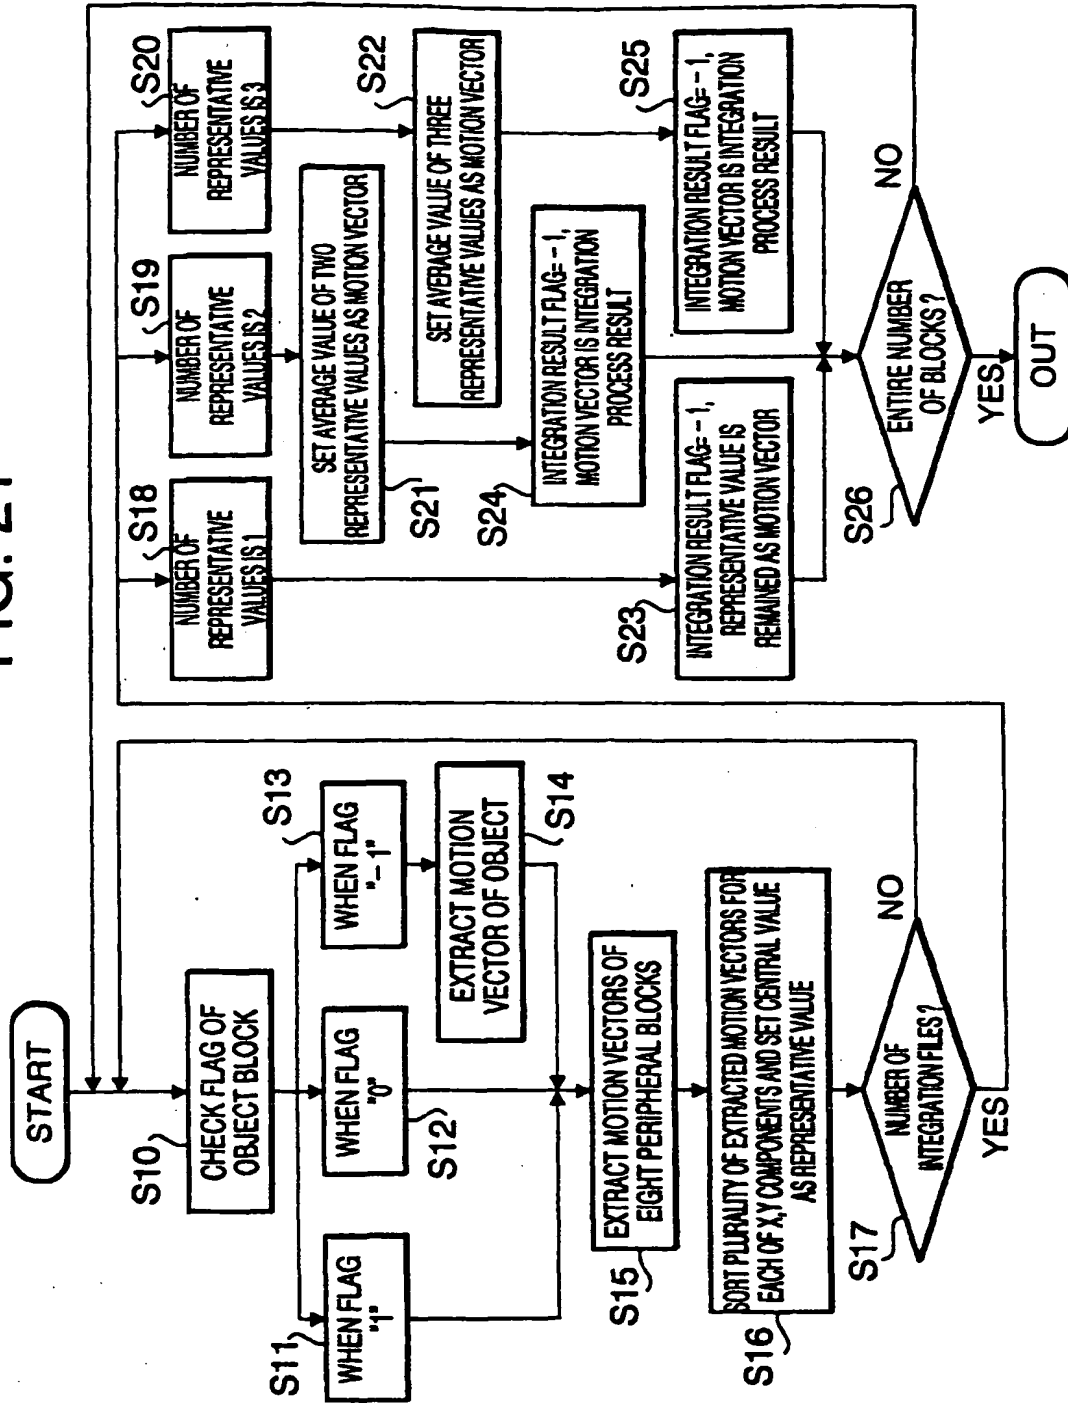 FIG. 21
START
S10
CHECK FLAG OF
OBJECT BLOCK
S11
WHEN FLAG
"1"
S12
WHEN FLAG
"0"
S13
WHEN FLAG
"-1"
S14
EXTRACT MOTION
VECTOR OF OBJECT
S15
EXTRACT MOTION VECTORS OF
EIGHT PERIPHERAL BLOCKS
S16
SORT PLURALITY OF EXTRACTED MOTION VECTORS FOR
EACH OF X,Y COMPONENTS AND SET CENTRAL VALUE
AS REPRESENTATIVE VALUE
S17
NUMBER OF
INTEGRATION FILES?
NO
YES
S18
NUMBER OF
REPRESENTATIVE
VALUES IS 1
S19
NUMBER OF
REPRESENTATIVE
VALUES IS 2
S20
NUMBER OF
REPRESENTATIVE
VALUES IS 3
SET AVERAGE VALUE OF TWO
REPRESENTATIVE VALUES AS MOTION VECTOR
S21
S22
SET AVERAGE VALUE OF THREE
REPRESENTATIVE VALUES AS MOTION VECTOR
S23
INTEGRATION RESULT FLAG=-1,
REPRESENTATIVE VALUE IS
REMAINED AS MOTION VECTOR
S24
INTEGRATION RESULT FLAG=-1,
MOTION VECTOR IS INTEGRATION
PROCESS RESULT
S25
INTEGRATION RESULT FLAG=-1,
MOTION VECTOR IS INTEGRATION
PROCESS RESULT
S26
ENTIRE NUMBER
OF BLOCKS?
NO
YES
OUT